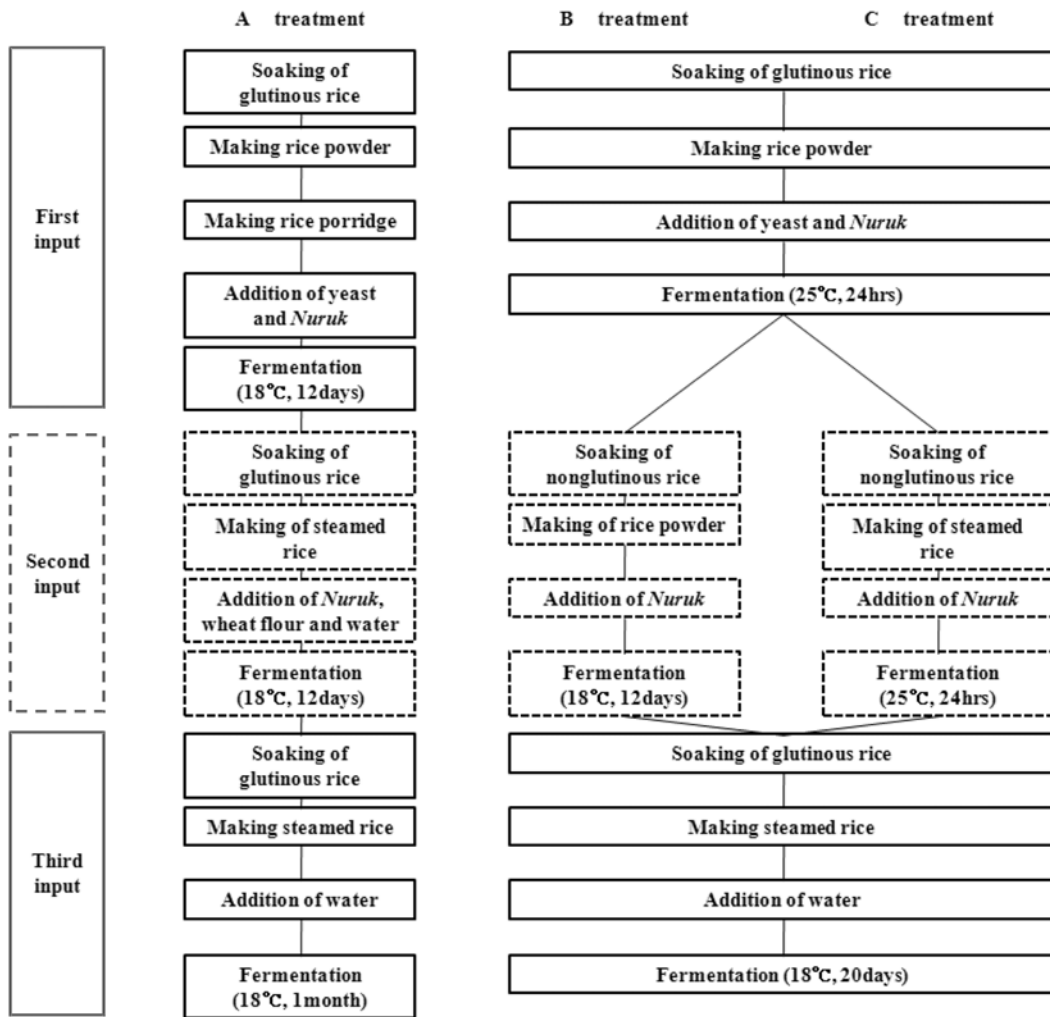 A treatment
B treatment
C treatment
First
input
Soaking of
glutinous rice
Making rice powder
Making rice porridge
Addition of yeast
and Nuruk
Fermentation
(18℃, 12days)
Soaking of glutinous rice
Making rice powder
Addition of yeast and Nuruk
Fermentation (25℃, 24hrs)
Second
input
Soaking of
glutinous rice
Making of steamed
rice
Addition of Nuruk,
wheat flour and water
Fermentation
(18℃, 12days)
Soaking of
nonglutinous rice
Making of rice powder
Addition of Nuruk
Fermentation
(18℃, 12days)
Soaking of
nonglutinous rice
Making of steamed
rice
Addition of Nuruk
Fermentation
(25℃, 24hrs)
Third
input
Soaking of
glutinous rice
Making steamed rice
Addition of water
Fermentation
(18℃, 1month)
Soaking of glutinous rice
Making steamed rice
Addition of water
Fermentation (18℃, 20days)